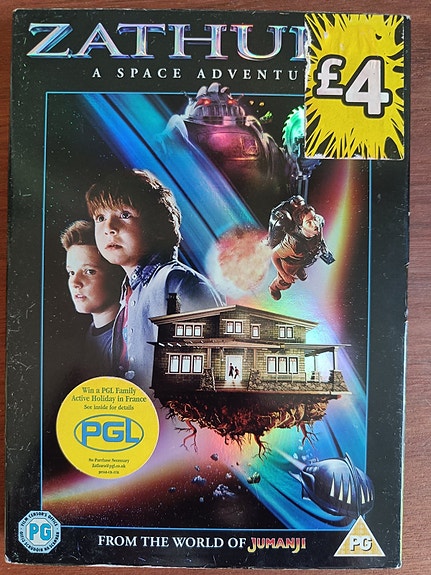 ZATHU
A SPACE ADVENTU
£4
Win a PGL Family
Active Holiday in France
See inside for details
PGL
No Purchase Necessary
FROM THE WORLD OF JUMANJI
PG
PG